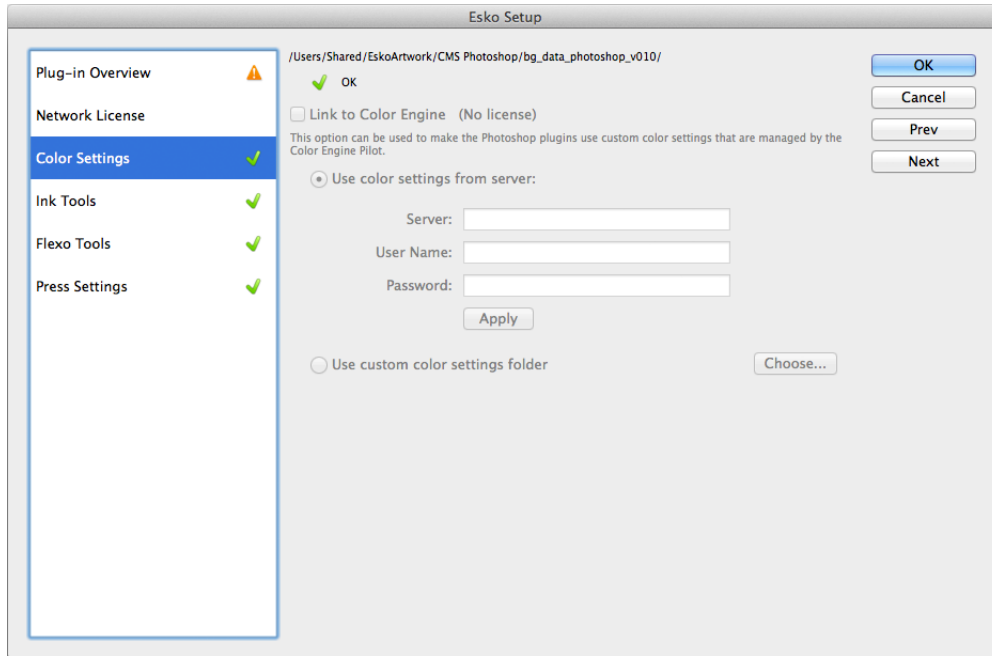 Esko Setup
Plug-in Overview
Network License
Color Settings
Ink Tools
Flexo Tools
Press Settings
/Users/Shared/EskoArtwork/CMS Photoshop/bg_data_photoshop_v010/
OK
Link to Color Engine (No license)
This option can be used to make the Photoshop plugins use custom color settings that are managed by the
Color Engine Pilot.
Use color settings from server:
Server:
User Name:
Password:
Apply
Use custom color settings folder
Choose...
OK
Cancel
Prev
Next